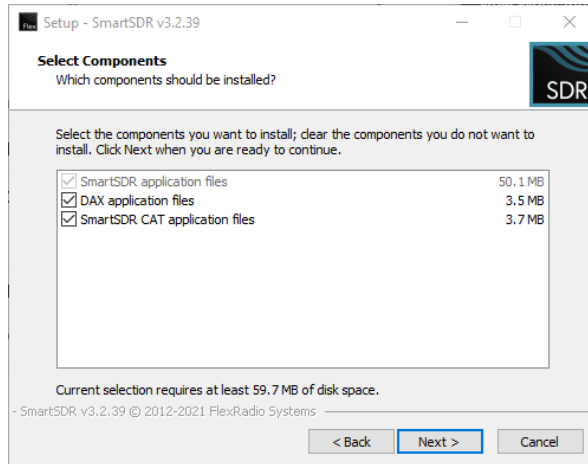 Flex Setup - SmartSDR v3.2.39
Select Components
Which components should be installed?
SDR
Select the components you want to install; clear the components you do not want to
install. Click Next when you are ready to continue.
SmartSDR application files 50.1 MB
DAX application files 3.5 MB
SmartSDR CAT application files 3.7 MB
Current selection requires at least 59.7 MB of disk space.
- SmartSDR v3.2.39 © 2012-2021 FlexRadio Systems
< Back Next > Cancel